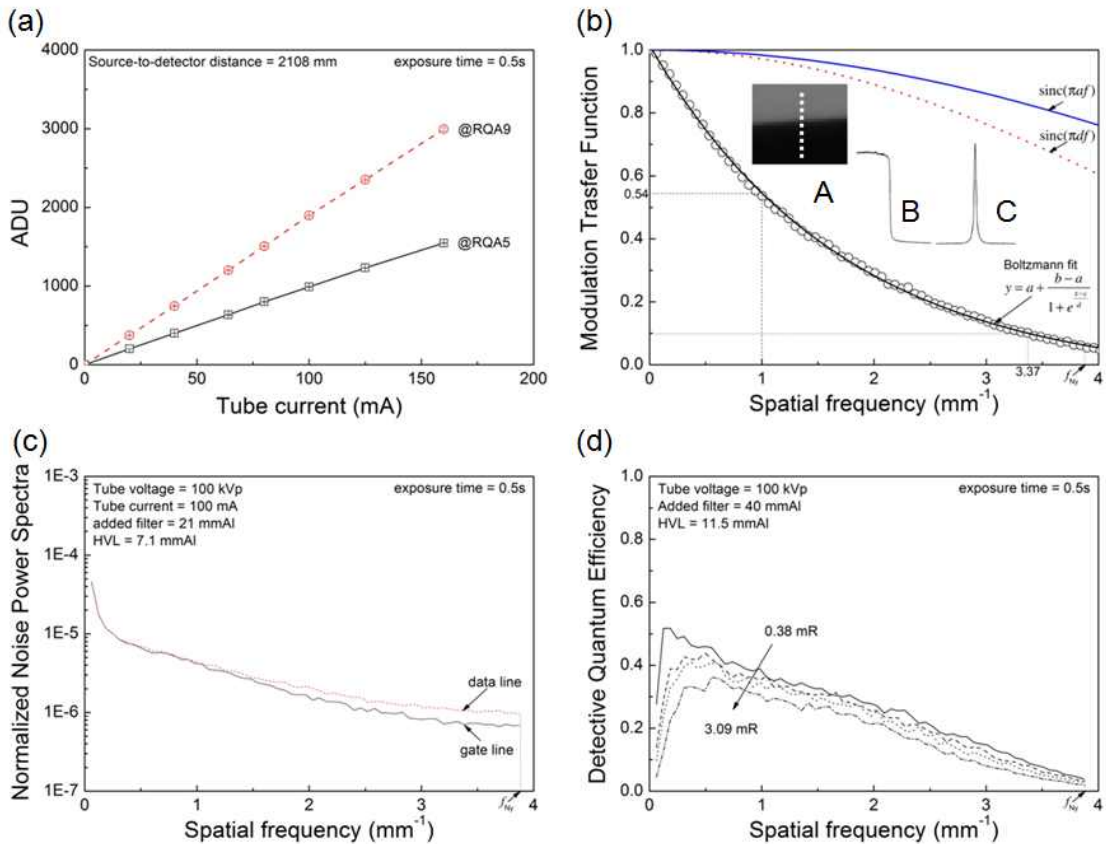 (a)
4000
3000
2000
1000
0
ADU
Source-to-detector distance = 2108 mm
exposure time = 0.5s
@RQA9
@RQA5
0
50
100
150
200
Tube current (mA)
(b)
1.0
0.8
0.6
0.54
0.4
0.2
0.0
Modulation Trasfer Function
sinc(πaf)
sinc(πdf)
A
B
C
Boltzmann fit
0
1
2
3
3.37
fNy
4
Spatial frequency (mm⁻¹)
(c)
1E-3
1E-4
1E-5
1E-6
1E-7
Normalized Noise Power Spectra
Tube voltage = 100 kVp
exposure time = 0.5s
Tube current = 100 mA
added filter = 21 mmAl
HVL = 7.1 mmAl
data line
gate line
0
1
2
3
fNy
4
Spatial frequency (mm⁻¹)
(d)
1.0
0.8
0.6
0.4
0.2
0.0
Detective Quantum Efficiency
Tube voltage = 100 kVp
exposure time = 0.5s
Added filter = 40 mmAl
HVL = 11.5 mmAl
0.38 mR
3.09 mR
0
1
2
3
fNy
4
Spatial frequency (mm⁻¹)